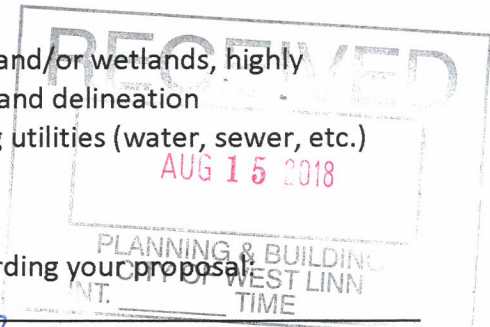 RECEIVED
and/or wetlands, highly
and delineation
utilities (water, sewer, etc.)
AUG 15 2018
PLANNING & BUILDING
CITY OF WEST LINN
rding your proposal:
INT. ________ TIME